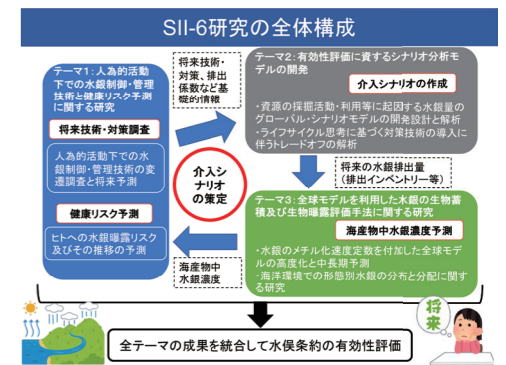 SII-6研究の全体構成
テーマ1:人為的活動
下での水銀制御・管理
技術と健康リスク予測
に関する研究
将来技術・対策調査
人為的活動下での水
銀制御・管理技術の変
遷調査と将来予測
健康リスク予測
ヒトへの水銀曝露リスク
及びその推移の予測
将来技術・
対策、排出
係数など基
礎的情報
介入シ
ナリオ
の策定
海産物中
水銀濃度
テーマ2:有効性評価に資するシナリオ分析モ
デルの開発
介入シナリオの作成
・資源の採掘活動・利用等に起因する水銀量の
グローバル・シナリオモデルの開発設計と解析
・ライフサイクル思考に基づく対策技術の導入に
伴うトレードオフの解析
将来の水銀排出量
(排出インベントリー等)
テーマ3:全球モデルを利用した水銀の生物蓄
積及び生物曝露評価手法に関する研究
海産物中水銀濃度予測
・水銀のメチル化速度定数を付加した全球モデ
ルの高度化と中長期予測
・海洋環境での形態別水銀の分布と分配に関す
る研究
将来
全テーマの成果を統合して水俣条約の有効性評価